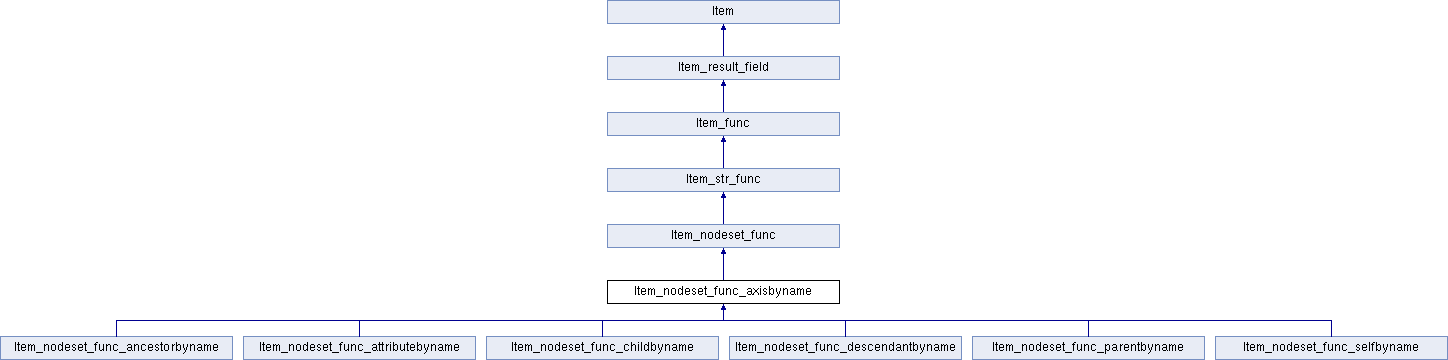 Item
Item_result_field
Item_func
Item_str_func
Item_nodeset_func
Item_nodeset_func_axisbyname
Item_nodeset_func_ancestorbyname
Item_nodeset_func_attributebyname
Item_nodeset_func_childbyname
Item_nodeset_func_descendantbyname
Item_nodeset_func_parentbyname
Item_nodeset_func_selfbyname